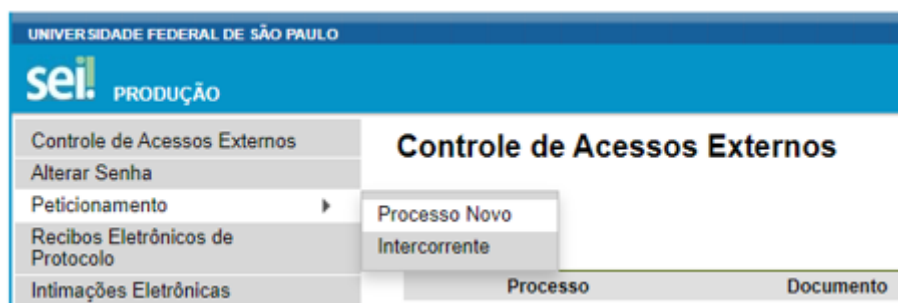 UNIVERSIDADE FEDERAL DE SÃO PAULO
sei! PRODUÇÃO
Controle de Acessos Externos
Alterar Senha
Peticionamento
Recibos Eletrônicos de
Protocolo
Intimações Eletrônicas
Processo Novo
Intercorrente
Controle de Acessos Externos
Processo Documento